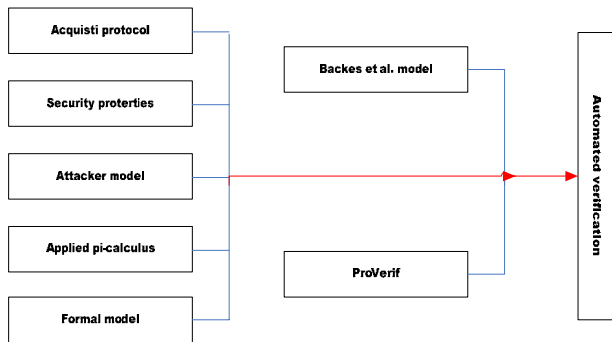 Acquisti protocol
Security proterties
Attacker model
Applied pi-calculus
Formal model
Backes et al. model
ProVerif
Automated verification